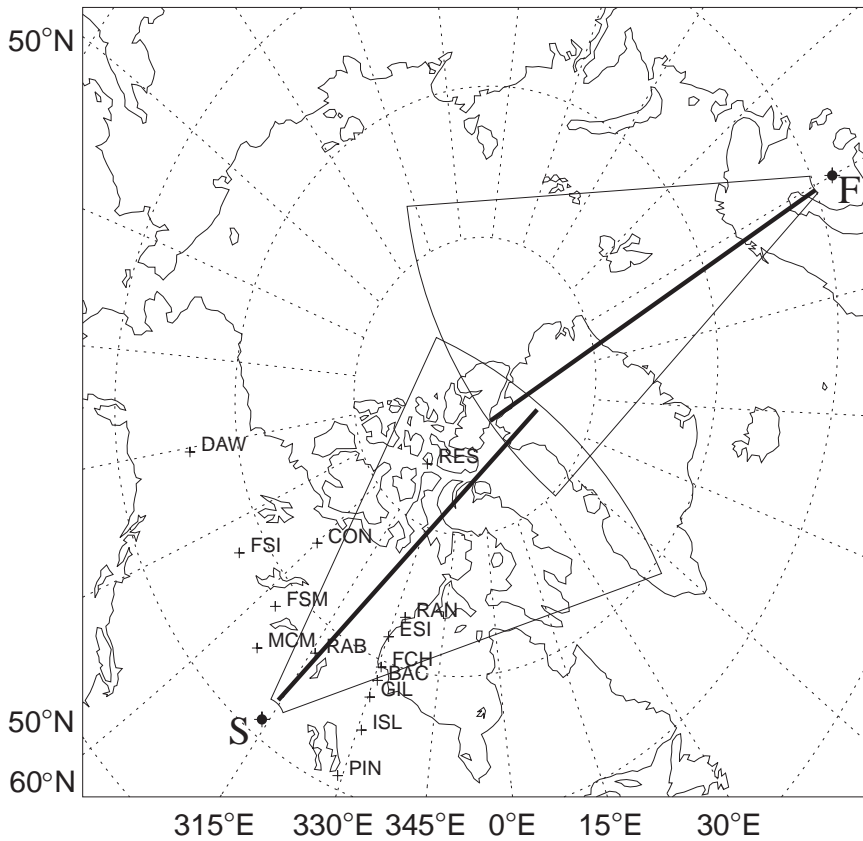 50°N
F
DAW
RES
CON
FSI
FSM
RAN
ESI
MCM
RAB
FCH
BAC
GIL
50°N
S
ISL
PIN
60°N
315°E 330°E 345°E 0°E 15°E 30°E